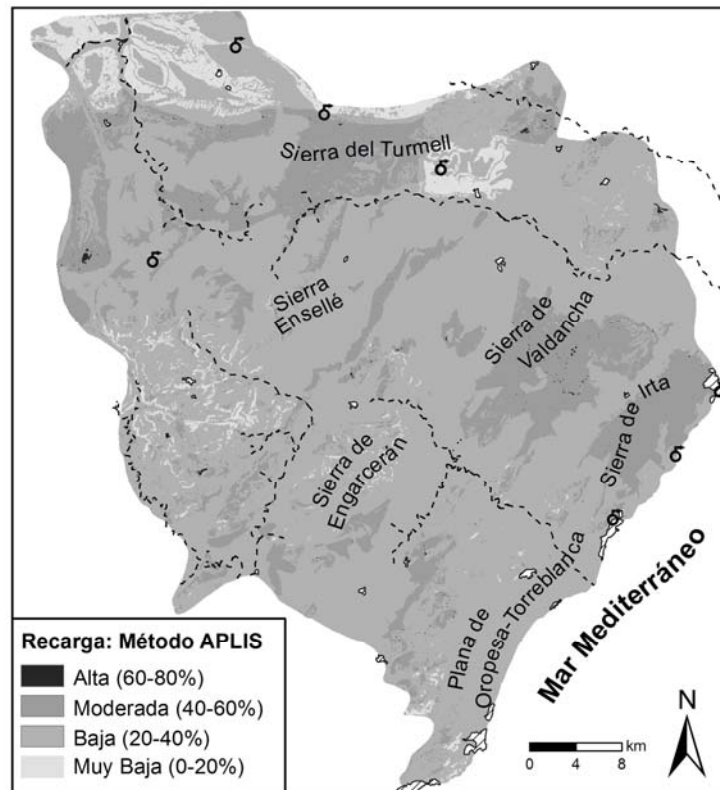 Sierra del Turmell
Sierra
Ensellé
Sierra de
Valdancha
Sierra de Irta
Sierra de
Engarcerán
Plana de
Oropesa-Torreblanca
Mar Mediterráneo
Recarga: Método APLIS
Alta (60-80%)
Moderada (40-60%)
Baja (20-40%)
Muy Baja (0-20%)
N
km
0 4 8